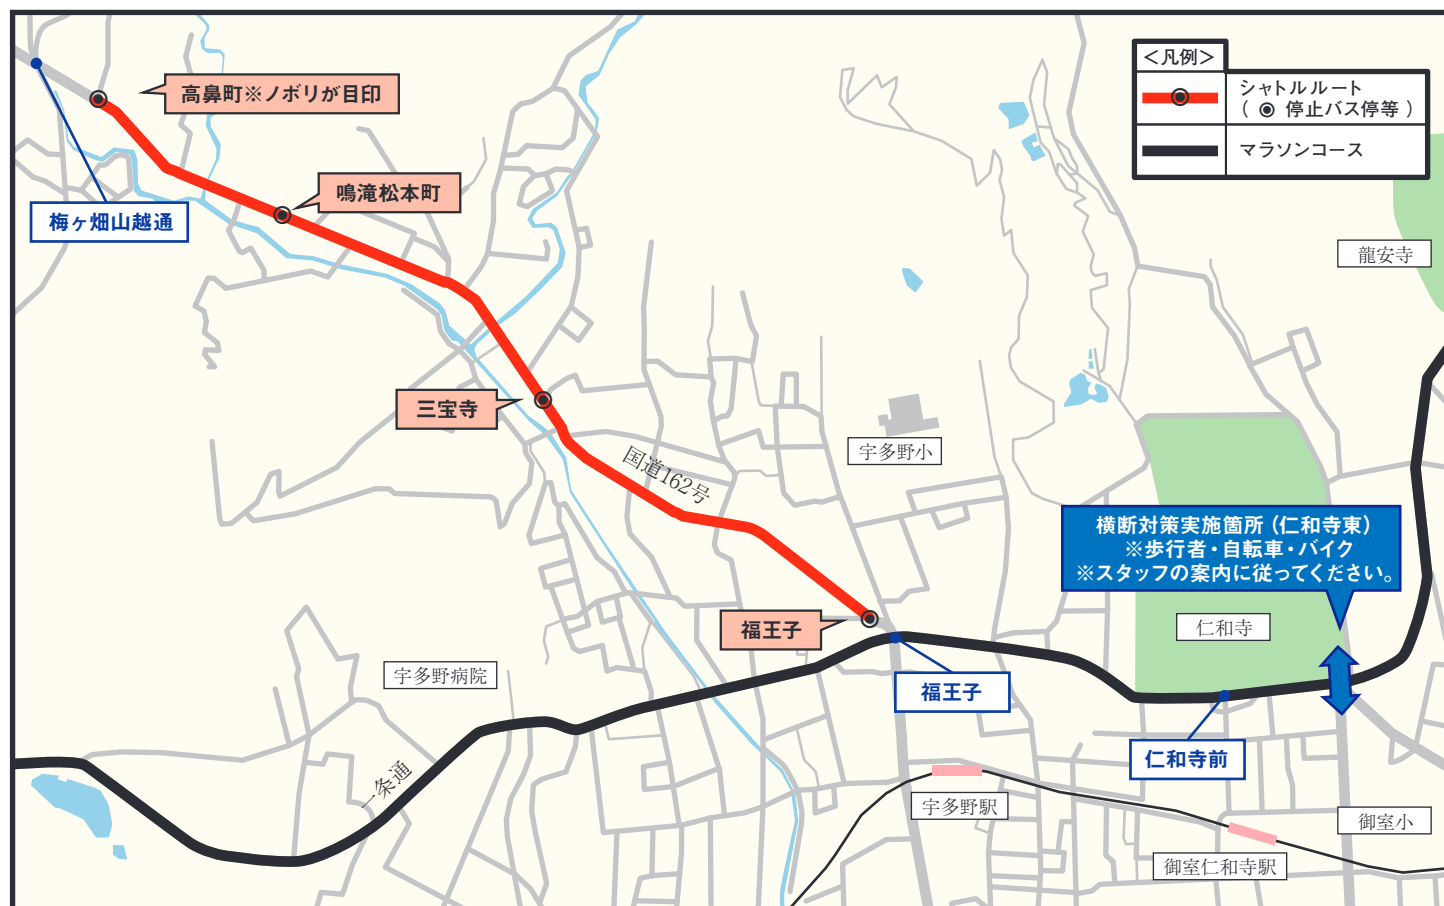 ＜凡例＞
シャトルルート
（ ◉ 停止バス停等 ）
マラソンコース
高鼻町※ノボリが目印
鳴滝松本町
梅ヶ畑山越通
龍安寺
三宝寺
宇多野小
国道162号
横断対策実施箇所（仁和寺東）
※歩行者・自転車・バイク
※スタッフの案内に従ってください。
福王子
仁和寺
宇多野病院
福王子
仁和寺前
一条通
宇多野駅
御室小
御室仁和寺駅